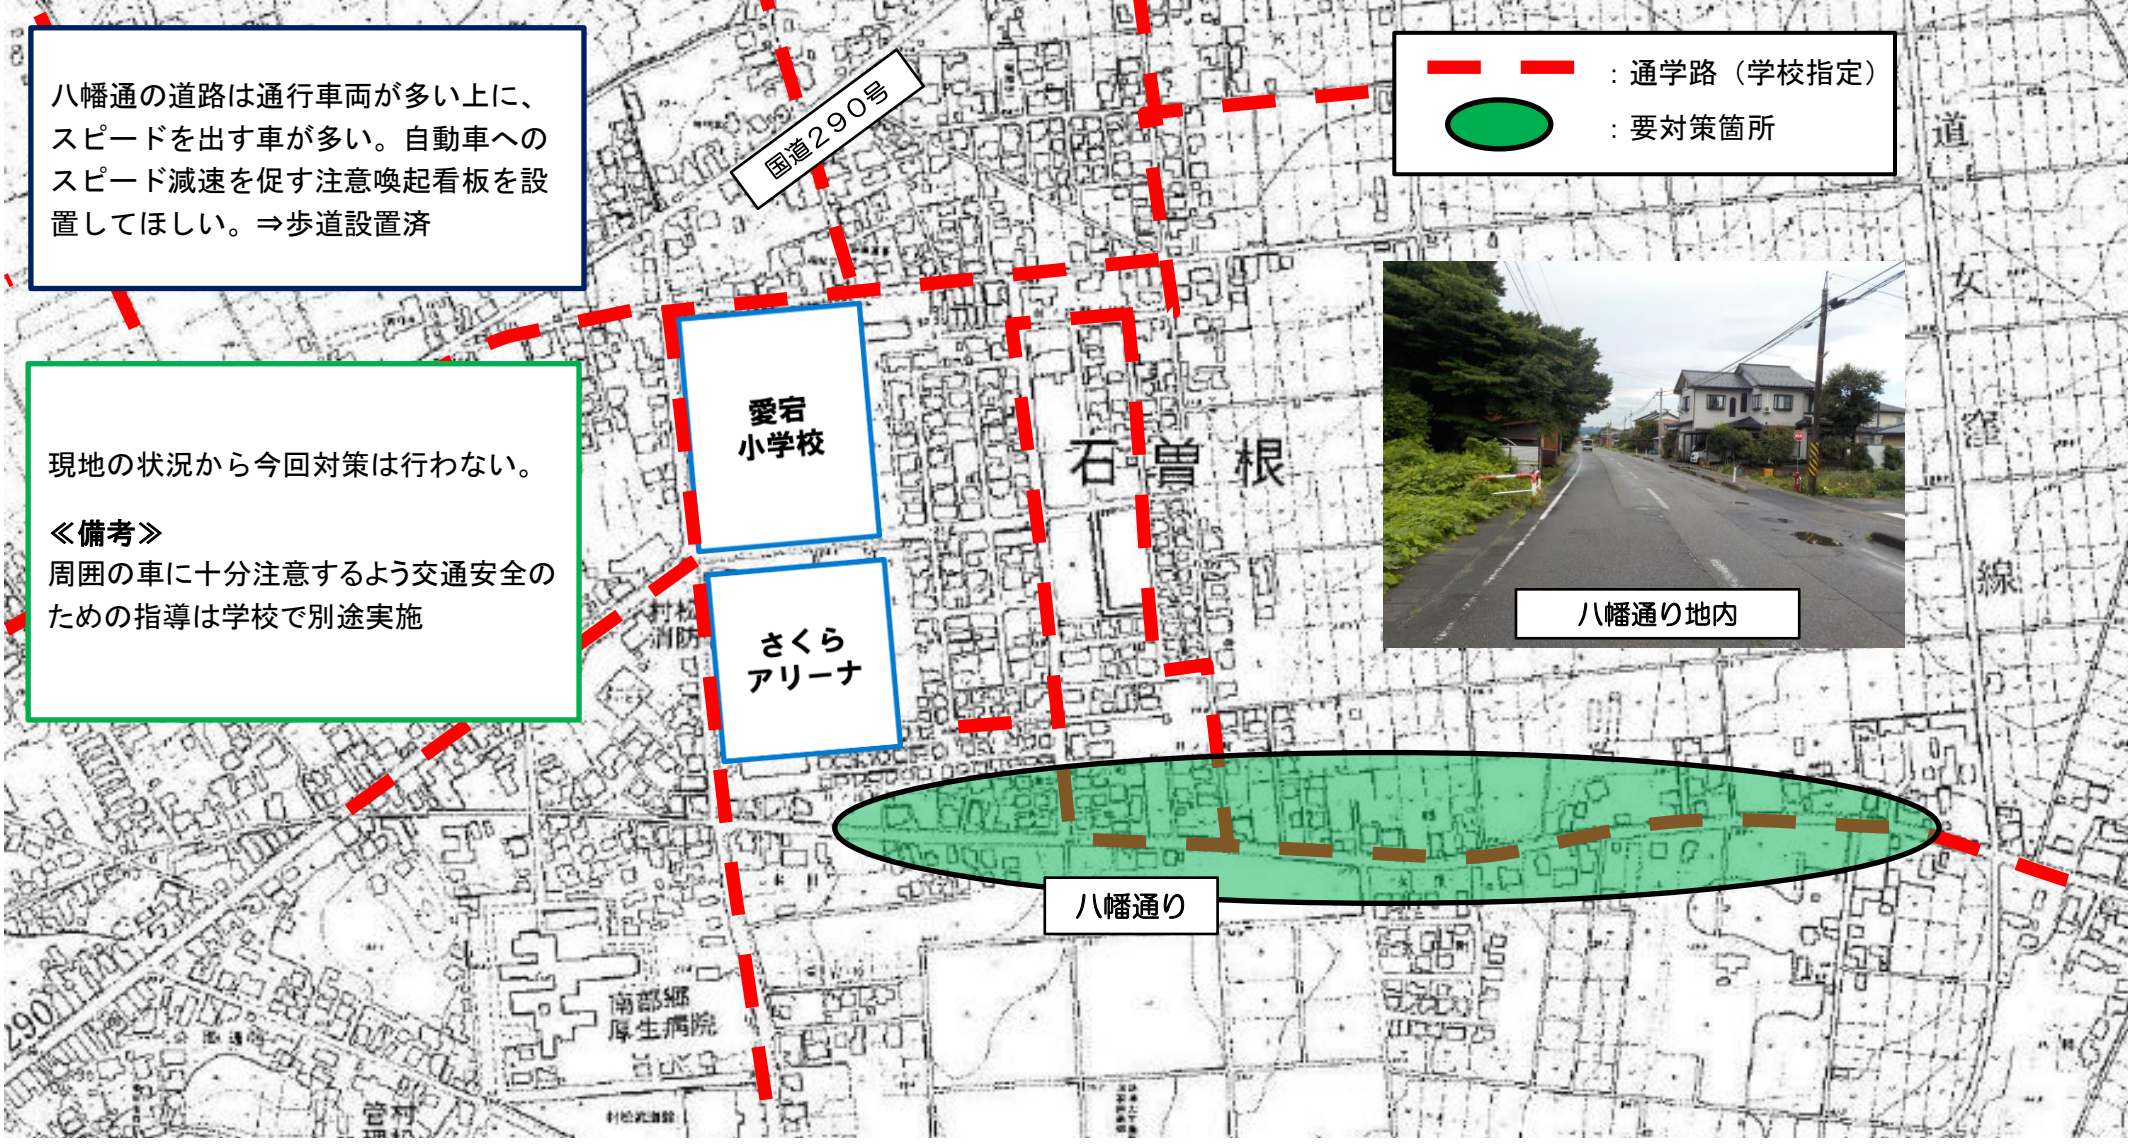 八幡通の道路は通行車両が多い上に、
スピードを出す車が多い。自動車への
スピード減速を促す注意喚起看板を設
置してほしい。⇒歩道設置済
現地の状況から今回対策は行わない。
≪備考≫
周囲の車に十分注意するよう交通安全の
ための指導は学校で別途実施
国道290号
：通学路（学校指定）
：要対策箇所
愛宕
小学校
さくら
アリーナ
石曽根
道
女
窪
線
八幡通り地内
八幡通り
南部郷
厚生病院
290